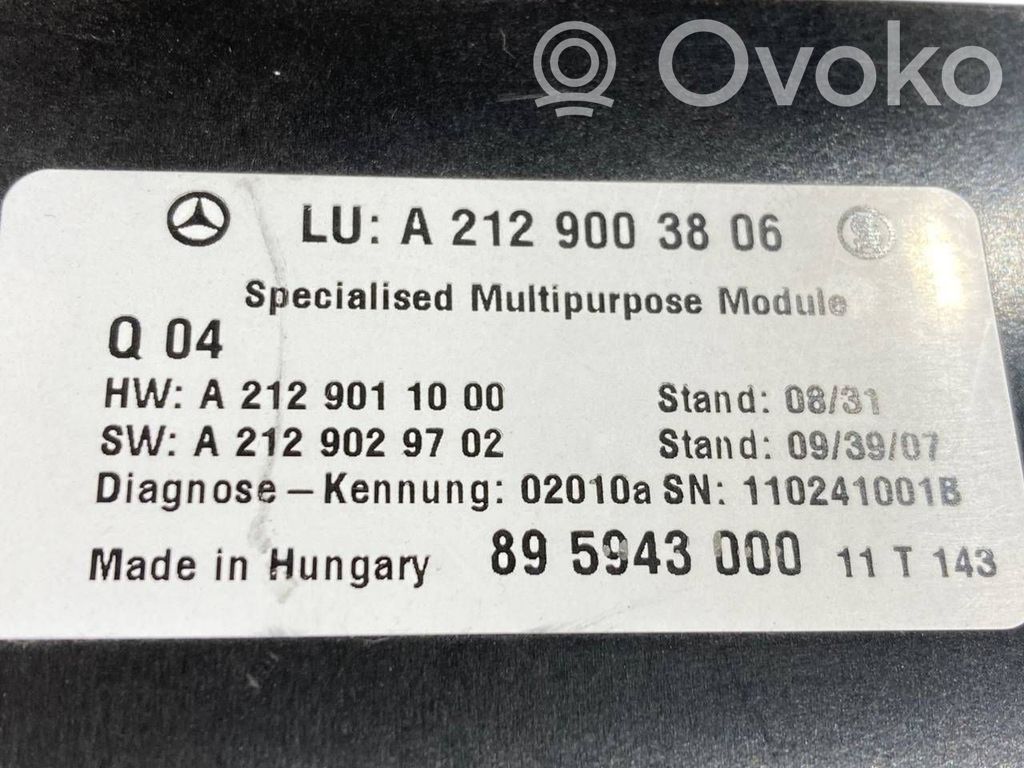 Ovoko
LU: A 212 900 38 06
Specialised Multipurpose Module
Q 04
HW: A 212 901 10 00 Stand: 08/31
SW: A 212 902 97 02 Stand: 09/39/07
Diagnose – Kennung: 02010a SN: 110241001B
Made in Hungary 89 5943 000 11 T 143